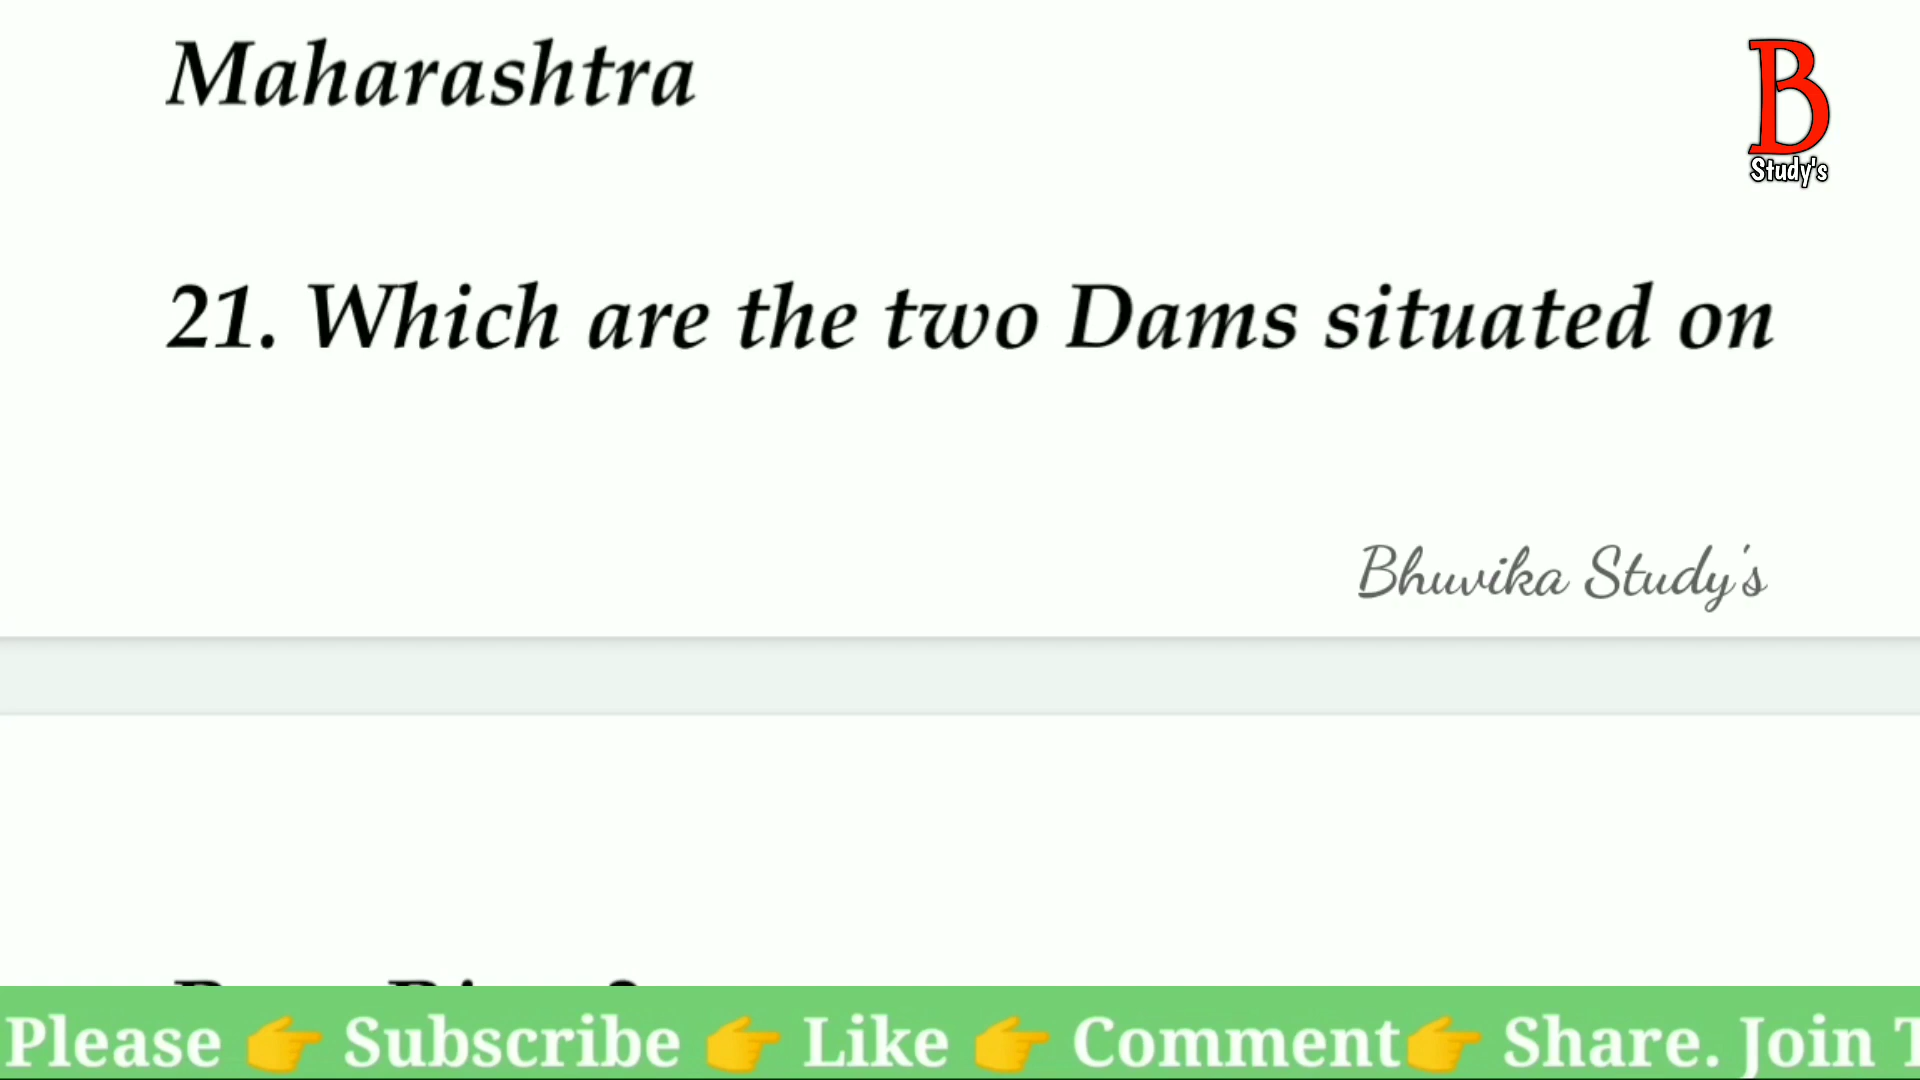 Maharashtra
B
Study's
21. Which are the two Dams situated on
Bhuvika Study's
Please 👉 Subscribe 👉 Like 👉 Comment👉 Share. Join T